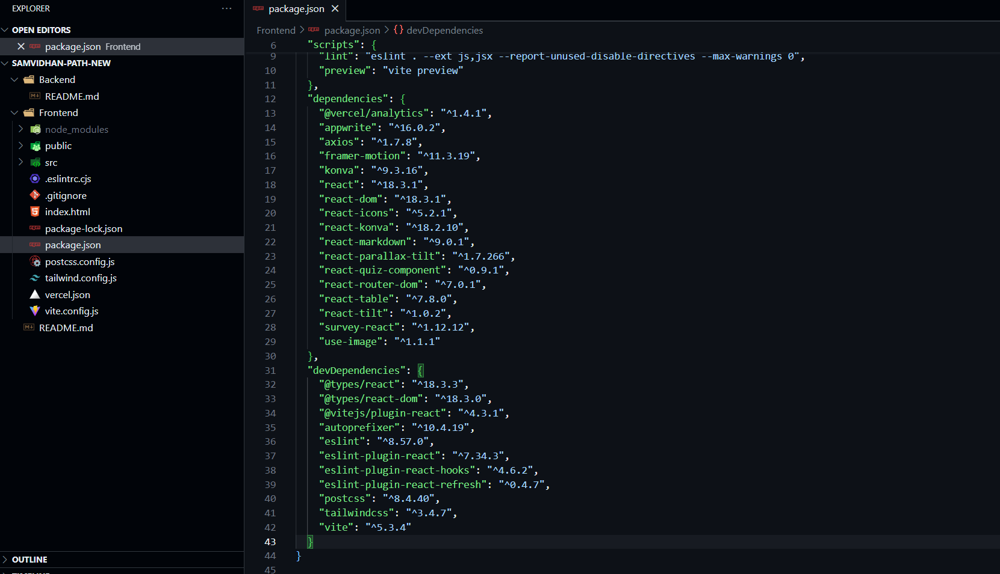 EXPLORER
OPEN EDITORS
package.json Frontend
SAMVIDHAN-PATH-NEW
Backend
README.md
Frontend
node_modules
public
src
.eslintrc.cjs
.gitignore
index.html
package-lock.json
package.json
postcss.config.js
tailwind.config.js
vercel.json
vite.config.js
README.md
OUTLINE
package.json
Frontend > package.json > {} devDependencies
6 "scripts": {
9 "lint": "eslint . --ext js,jsx --report-unused-disable-directives --max-warnings 0",
10 "preview": "vite preview"
11 },
12 "dependencies": {
13 "@vercel/analytics": "^1.4.1",
14 "appwrite": "^16.0.2",
15 "axios": "^1.7.8",
16 "framer-motion": "^11.3.19",
17 "konva": "^9.3.16",
18 "react": "^18.3.1",
19 "react-dom": "^18.3.1",
20 "react-icons": "^5.2.1",
21 "react-konva": "^18.2.10",
22 "react-markdown": "^9.0.1",
23 "react-parallax-tilt": "^1.7.266",
24 "react-quiz-component": "^0.9.1",
25 "react-router-dom": "^7.0.1",
26 "react-table": "^7.8.0",
27 "react-tilt": "^1.0.2",
28 "survey-react": "^1.12.12",
29 "use-image": "^1.1.1"
30 },
31 "devDependencies": {
32 "@types/react": "^18.3.3",
33 "@types/react-dom": "^18.3.0",
34 "@vitejs/plugin-react": "^4.3.1",
35 "autoprefixer": "^10.4.19",
36 "eslint": "^8.57.0",
37 "eslint-plugin-react": "^7.34.3",
38 "eslint-plugin-react-hooks": "^4.6.2",
39 "eslint-plugin-react-refresh": "^0.4.7",
40 "postcss": "^8.4.40",
41 "tailwindcss": "^3.4.7",
42 "vite": "^5.3.4"
43 }
44 }
45